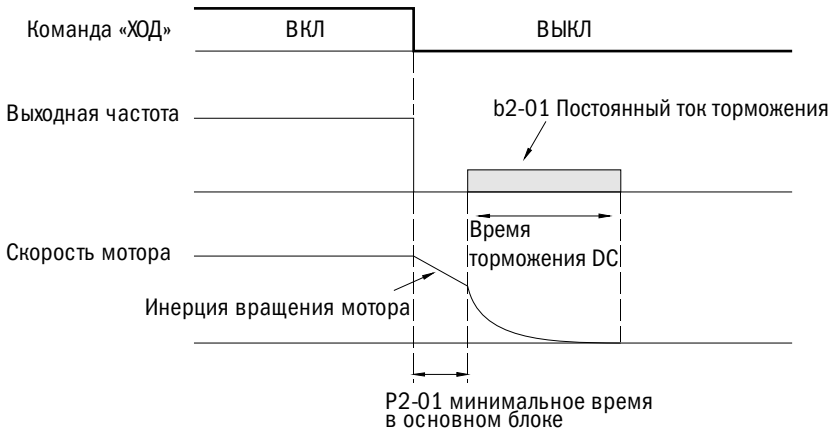 Команда «ХОД»
ВКЛ
ВЫКЛ
Выходная частота
b2-01 Постоянный ток торможения
Скорость мотора
Время
торможения DC
Инерция вращения мотора
P2-01 минимальное время
в основном блоке